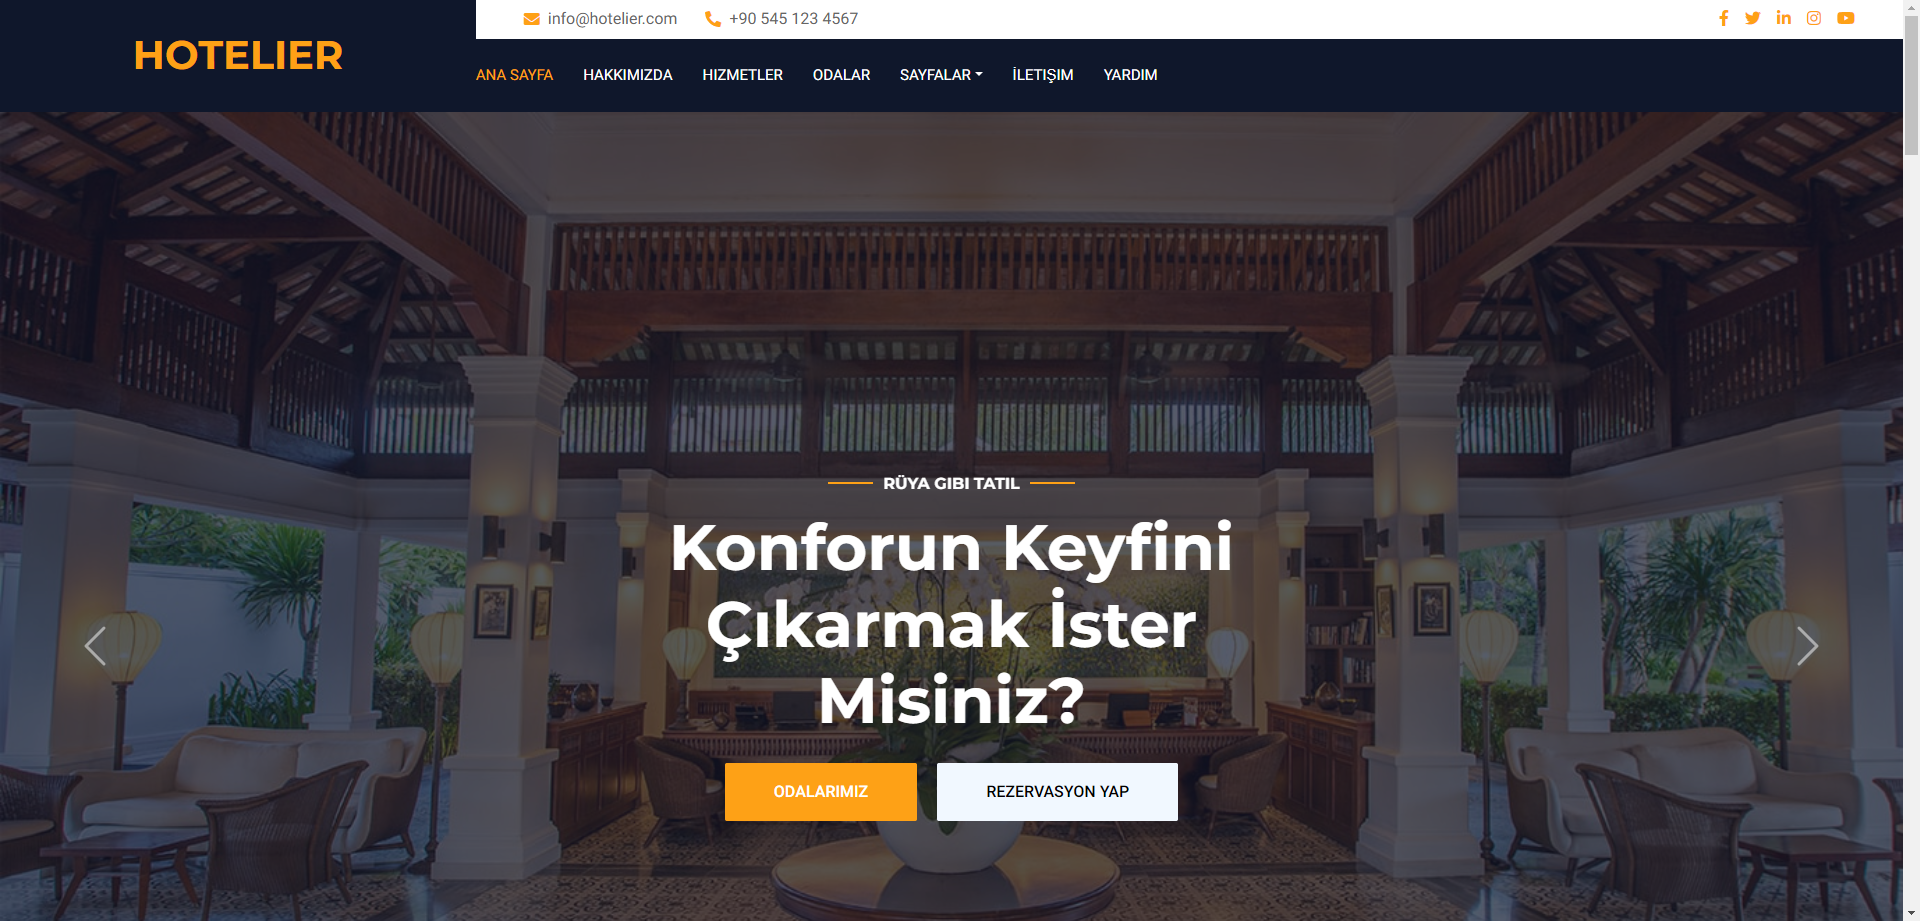 info@hotelier.com
+90 545 123 4567
HOTELIER
ANA SAYFA HAKKIMIZDA HIZMETLER ODALAR SAYFALAR İLETIŞIM YARDIM
RÜYA GIBI TATIL
Konforun Keyfini
Çıkarmak İster
Misiniz?
ODALARIMIZ
REZERVASYON YAP